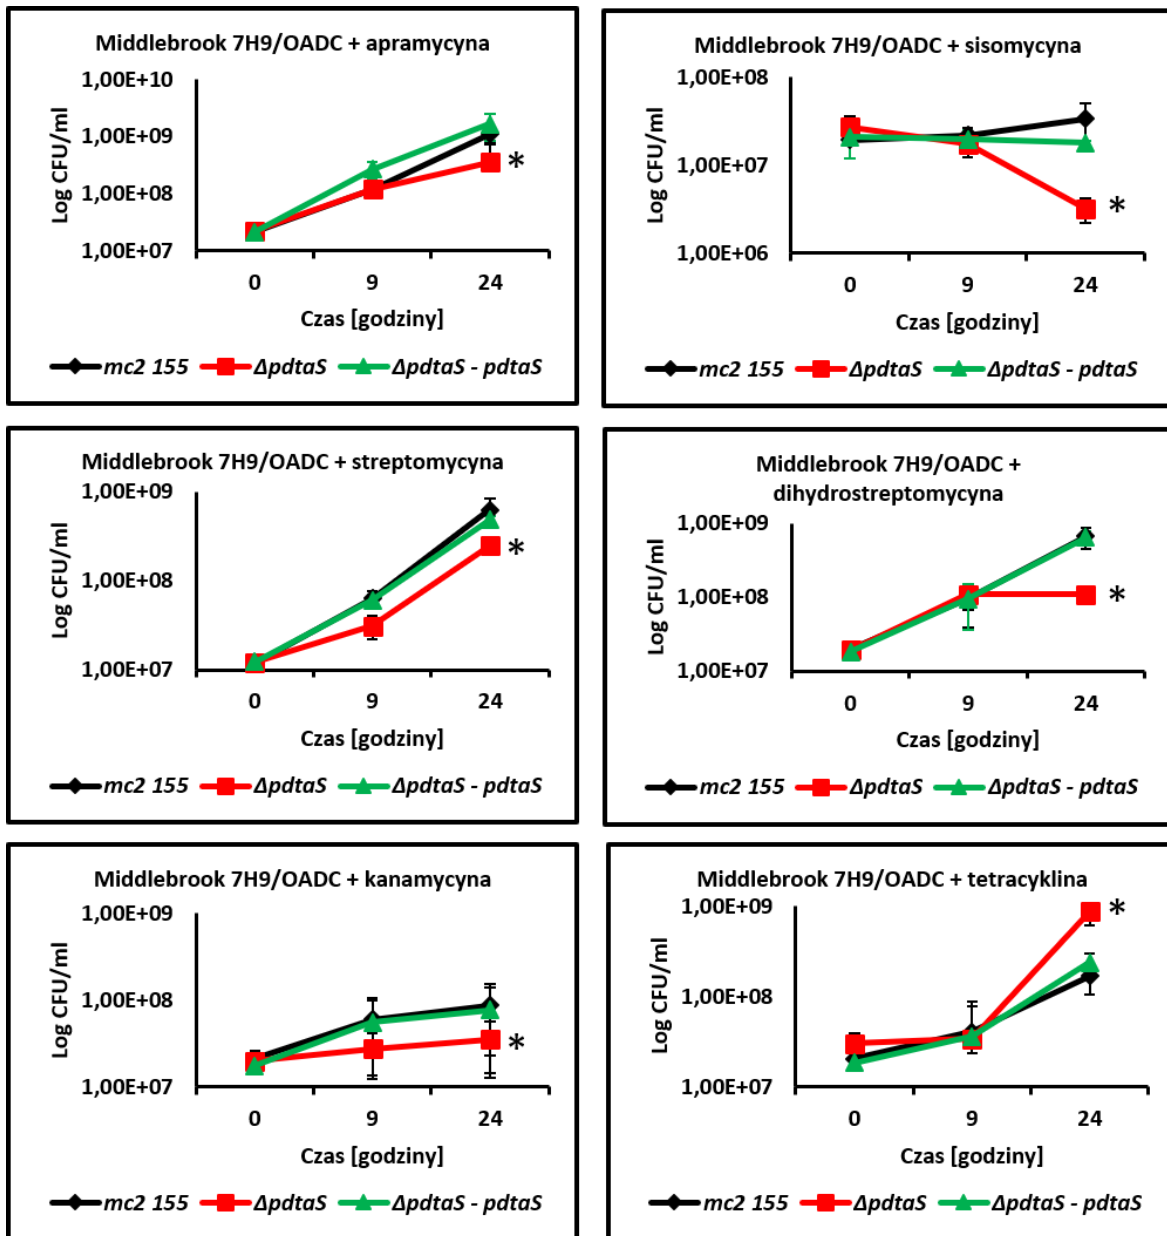 Middlebrook 7H9/OADC + apramycyna
1,00E+10
1,00E+09
1,00E+08
1,00E+07
Log CFU/ml
0 9 24
*
Czas [godziny]
mc2 155 ΔpdtaS ΔpdtaS - pdtaS
Middlebrook 7H9/OADC + sisomycyna
1,00E+08
1,00E+07
1,00E+06
Log CFU/ml
0 9 24
*
Czas [godziny]
mc2 155 ΔpdtaS ΔpdtaS - pdtaS
Middlebrook 7H9/OADC + streptomycyna
1,00E+09
1,00E+08
1,00E+07
Log CFU/ml
0 9 24
*
Czas [godziny]
mc2 155 ΔpdtaS ΔpdtaS - pdtaS
Middlebrook 7H9/OADC +
dihydrostreptomycyna
1,00E+09
1,00E+08
1,00E+07
Log CFU/ml
0 9 24
*
Czas [godziny]
mc2 155 ΔpdtaS ΔpdtaS - pdtaS
Middlebrook 7H9/OADC + kanamycyna
1,00E+09
1,00E+08
1,00E+07
Log CFU/ml
0 9 24
*
Czas [godziny]
mc2 155 ΔpdtaS ΔpdtaS - pdtaS
Middlebrook 7H9/OADC + tetracyklina
1,00E+09
1,00E+08
1,00E+07
Log CFU/ml
0 9 24
*
Czas [godziny]
mc2 155 ΔpdtaS ΔpdtaS - pdtaS